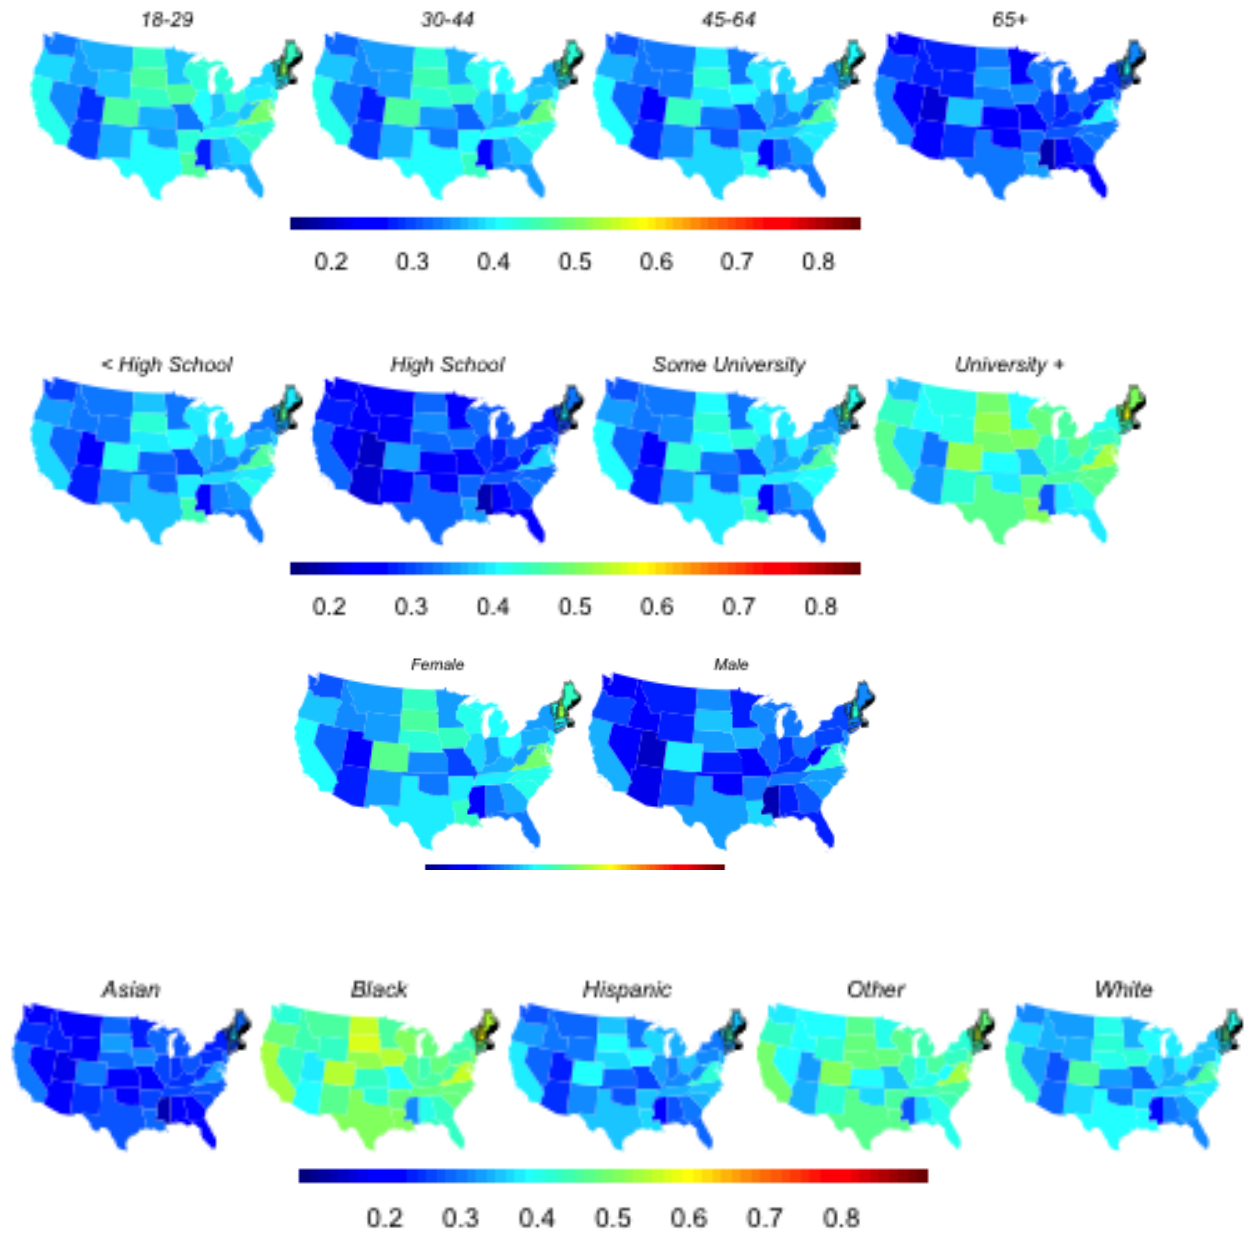 18-29 30-44 45-64 65+
0.2 0.3 0.4 0.5 0.6 0.7 0.8
< High School High School Some University University +
0.2 0.3 0.4 0.5 0.6 0.7 0.8
Female Male
Asian Black Hispanic Other White
0.2 0.3 0.4 0.5 0.6 0.7 0.8